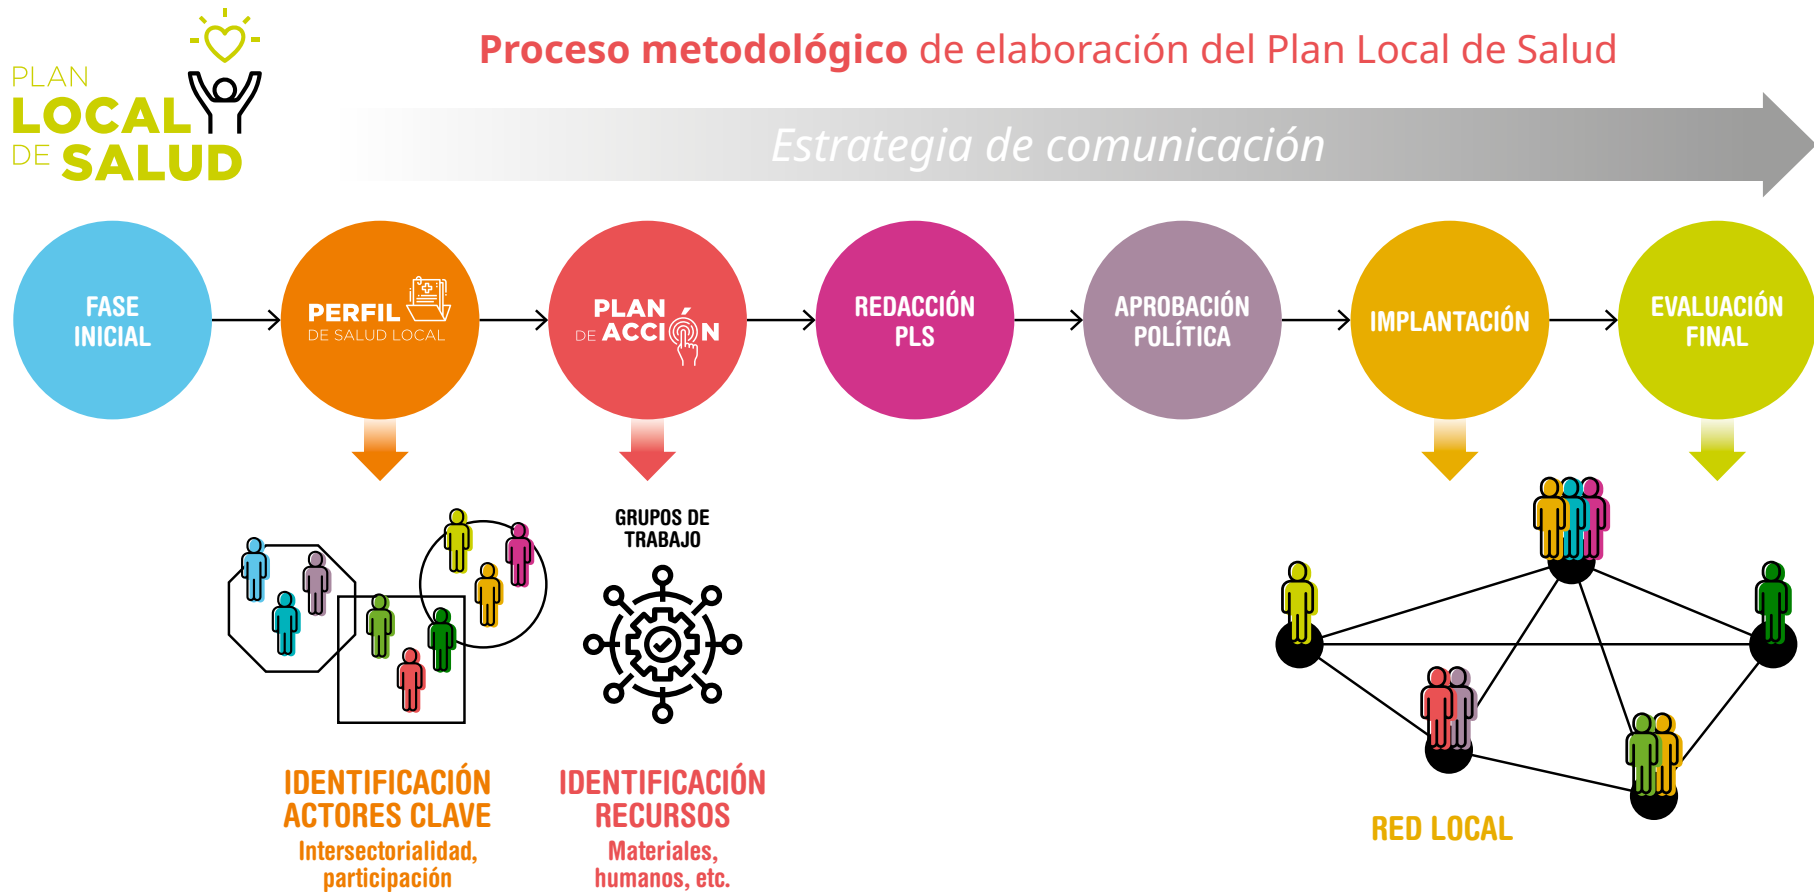 PLAN
LOCAL
DE SALUD
Proceso metodológico de elaboración del Plan Local de Salud
Estrategia de comunicación
FASE
INICIAL
PERFIL
DE SALUD LOCAL
PLAN
DE ACCIÓN
REDACCIÓN
PLS
APROBACIÓN
POLÍTICA
IMPLANTACIÓN
EVALUACIÓN
FINAL
GRUPOS DE
TRABAJO
IDENTIFICACIÓN
ACTORES CLAVE
Intersectorialidad,
participación
IDENTIFICACIÓN
RECURSOS
Materiales,
humanos, etc.
RED LOCAL